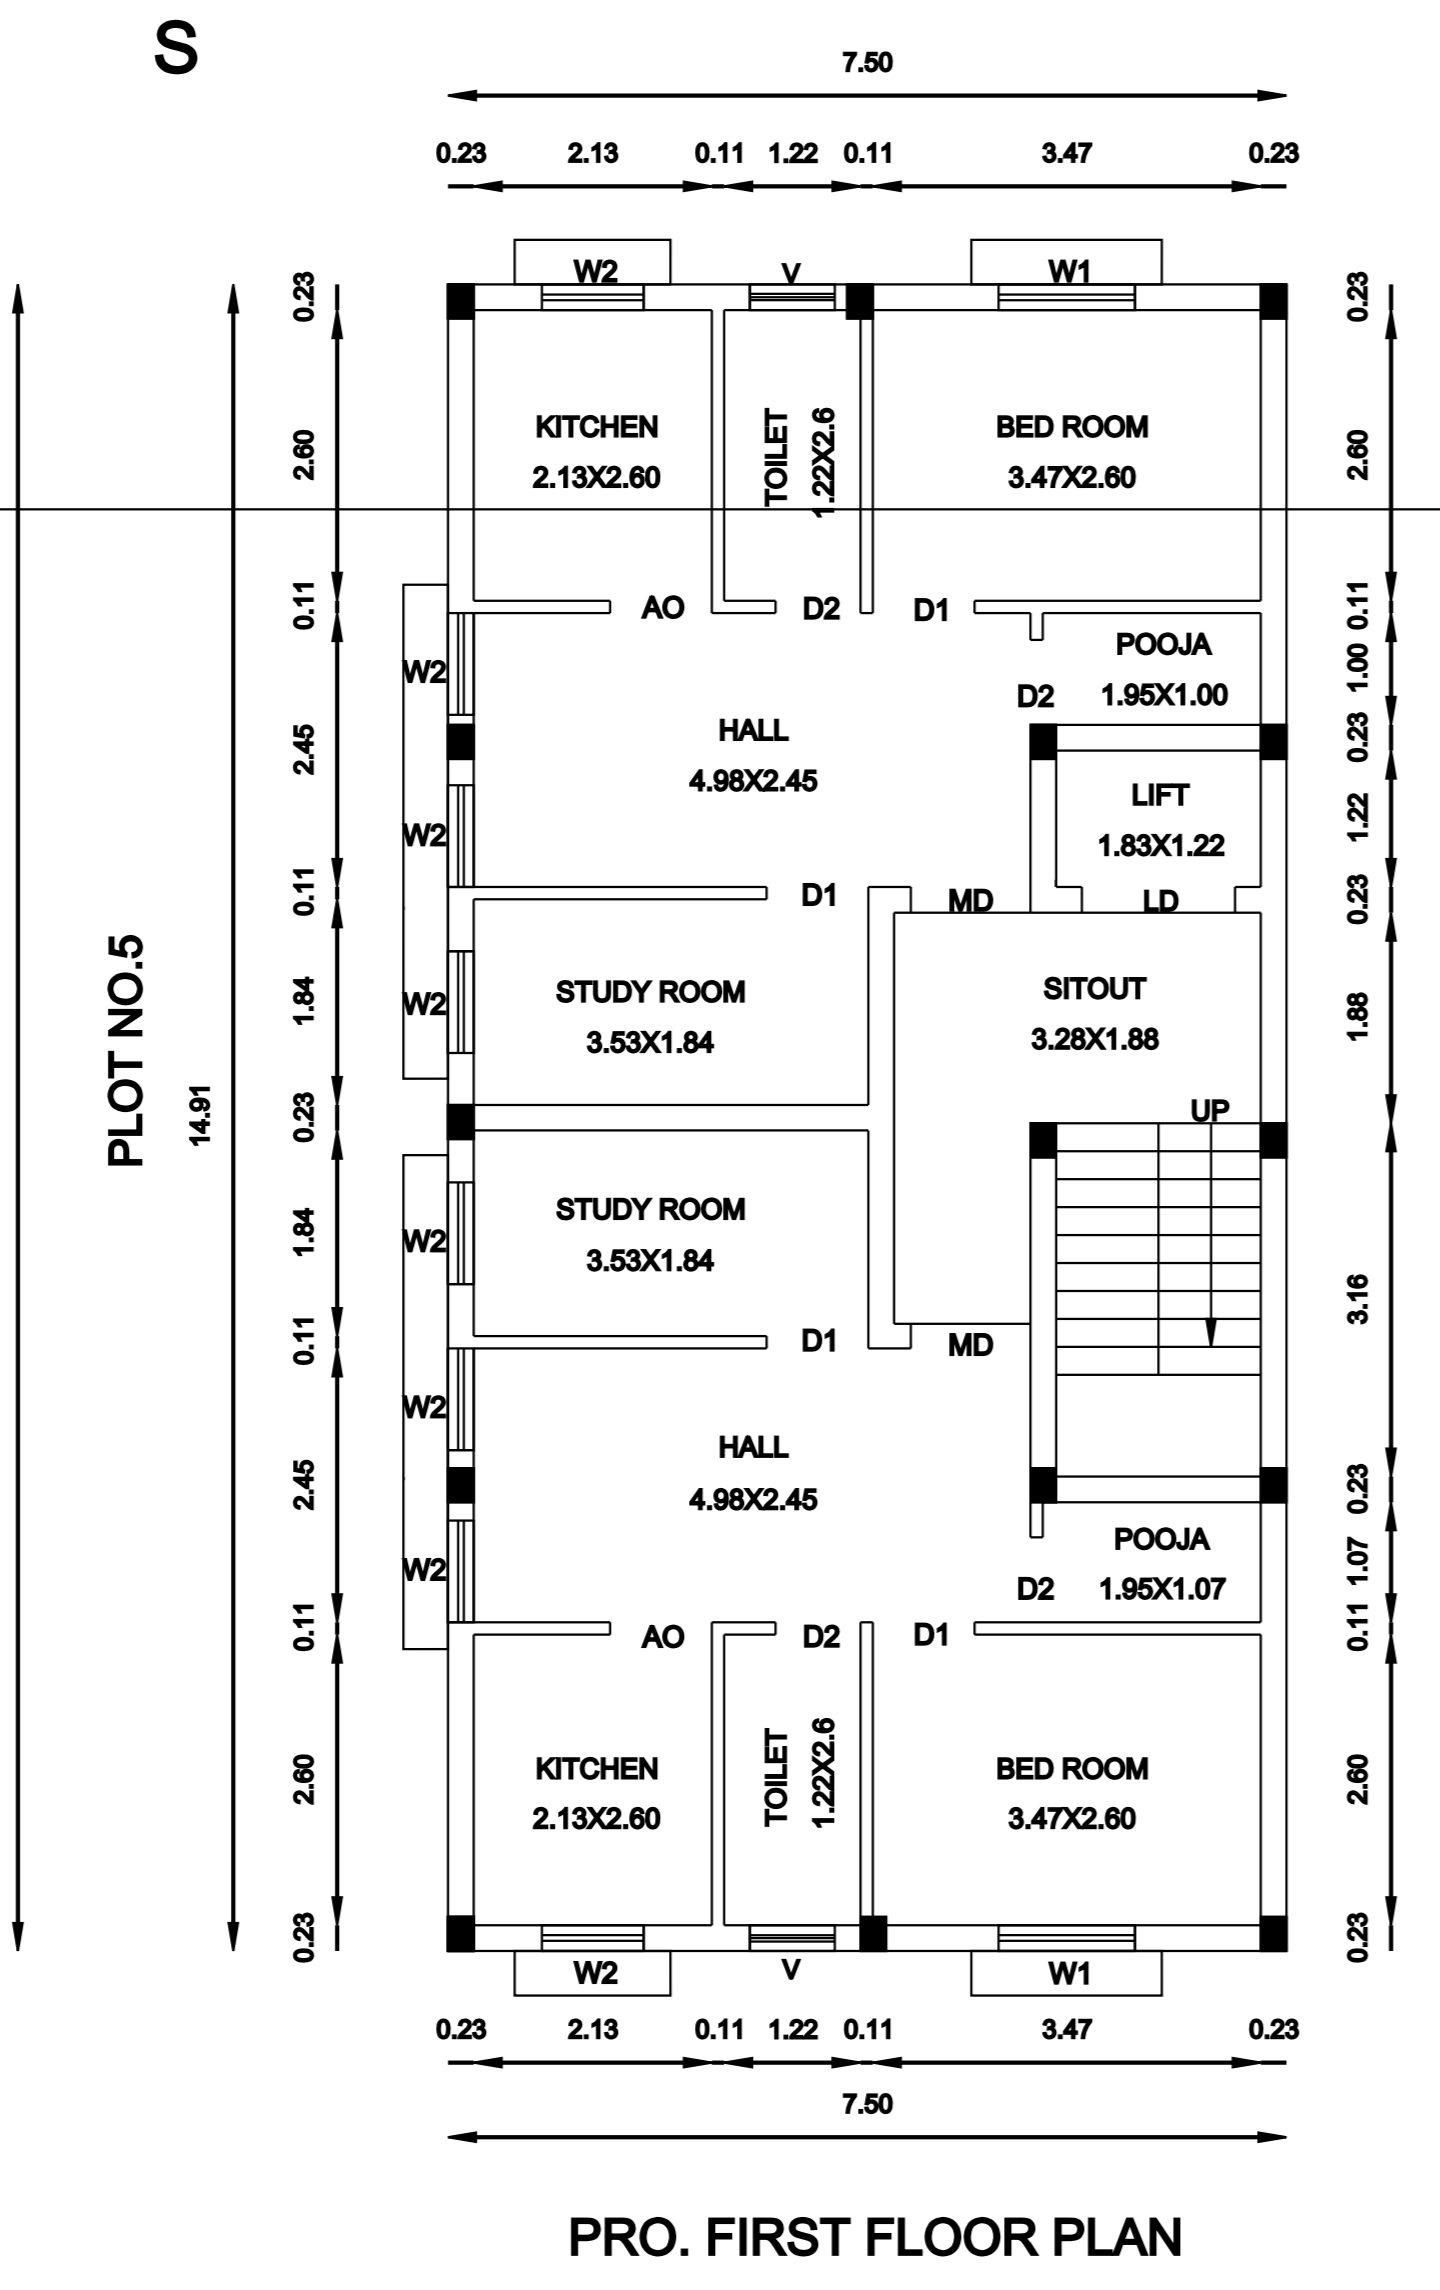 S
7.50
0.23 2.13 0.11 1.22 0.11 3.47 0.23
W2 V W1
0.23
2.60
0.11
2.45
0.11
1.84
0.23
1.84
0.11
2.45
0.11
2.60
0.23
PLOT NO.5
14.91
KITCHEN
2.13X2.60
TOILET
1.22X2.6
BED ROOM
3.47X2.60
AO D2 D1
POOJA
1.95X1.00
D2
W2
HALL
4.98X2.45
LIFT
1.83X1.22
W2
D1 MD LD
STUDY ROOM
3.53X1.84
W2
SITOUT
3.28X1.88
UP
STUDY ROOM
3.53X1.84
W2
D1 MD
W2
HALL
4.98X2.45
POOJA
1.95X1.07
D2
W2
AO D2 D1
KITCHEN
2.13X2.60
TOILET
1.22X2.6
BED ROOM
3.47X2.60
W2 V W1
0.23
2.60
0.11
1.00
0.23
1.22
0.23
1.88
3.16
0.23
1.07
0.11
2.60
0.23
0.23 2.13 0.11 1.22 0.11 3.47 0.23
7.50
PRO. FIRST FLOOR PLAN